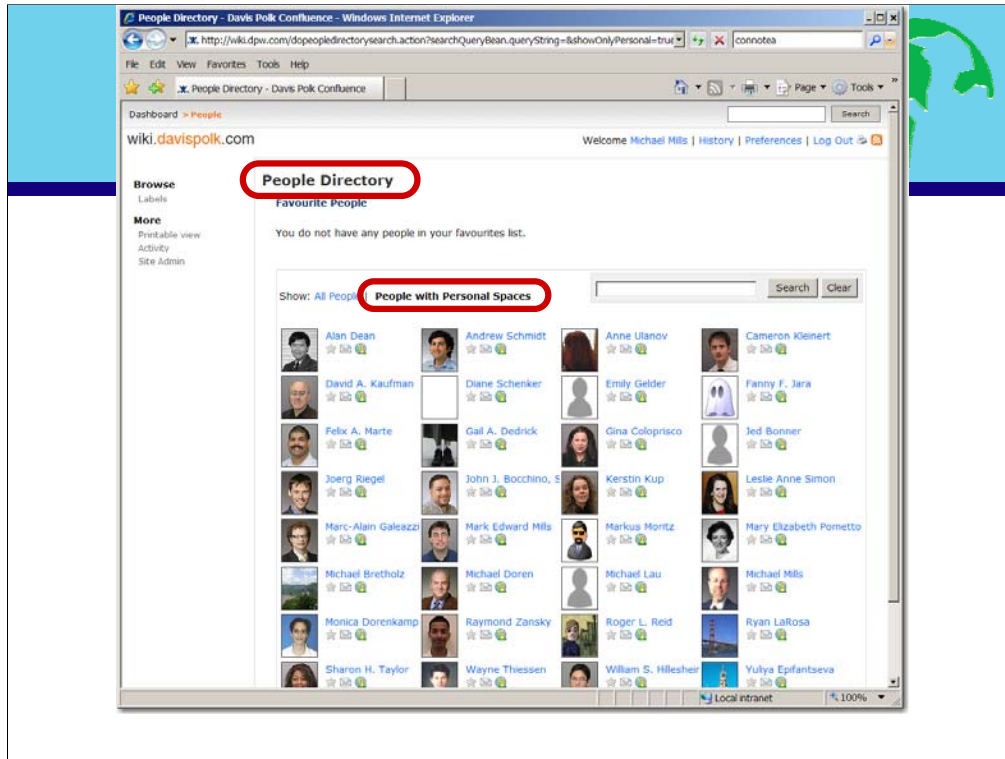 People Directory - Davis Polk Confluence - Windows Internet Explorer
http://wiki.dpw.com/dopeopledirectorysearch.action?searchQueryBean.queryString=&showOnlyPersonal=true
connotea
File Edit View Favorites Tools Help
People Directory - Davis Polk Confluence
Page Tools
Dashboard > People
Search
wiki.davispolk.com
Welcome Michael Mills | History | Preferences | Log Out
Browse
Labels
More
Printable view
Activity
Site Admin
People Directory
Favourite People
You do not have any people in your favourites list.
Show: All People | People with Personal Spaces
Search Clear
Alan Dean Andrew Schmidt Anne Ulanov Cameron Kleinert
David A. Kaufman Diane Schenker Emily Gelder Fanny F. Jara
Felix A. Marte Gail A. Dedrick Gina Coloprisco Jed Bonner
Joerg Riegel John J. Bocchino, S Kerstin Kup Leslie Anne Simon
Marc-Alain Galeazzi Mark Edward Mills Markus Moritz Mary Elizabeth Pometto
Michael Bretholz Michael Doren Michael Lau Michael Mills
Monica Dorenkamp Raymond Zansky Roger L. Reid Ryan LaRosa
Sharon H. Taylor Wayne Thiessen William S. Hillesheim Yuliya Epifantseva
Local intranet 100%